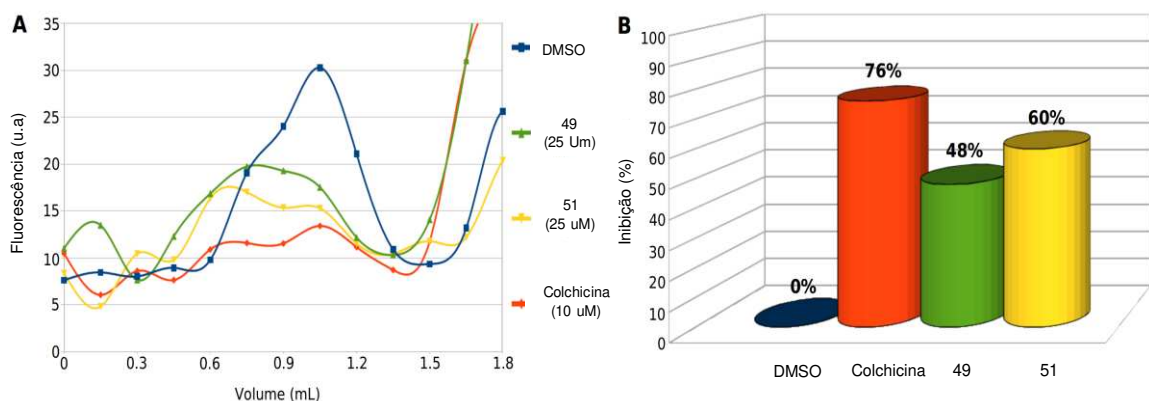 A
Fluorescência (u.a)
35
30
25
20
15
10
5
0
0 0.3 0.6 0.9 1.2 1.5 1.8
Volume (mL)
DMSO
49
(25 Um)
51
(25 uM)
Colchicina
(10 uM)
B
Inibição (%)
100
90
80
70
60
50
40
30
20
10
0
0%
76%
48%
60%
DMSO Colchicina 49 51